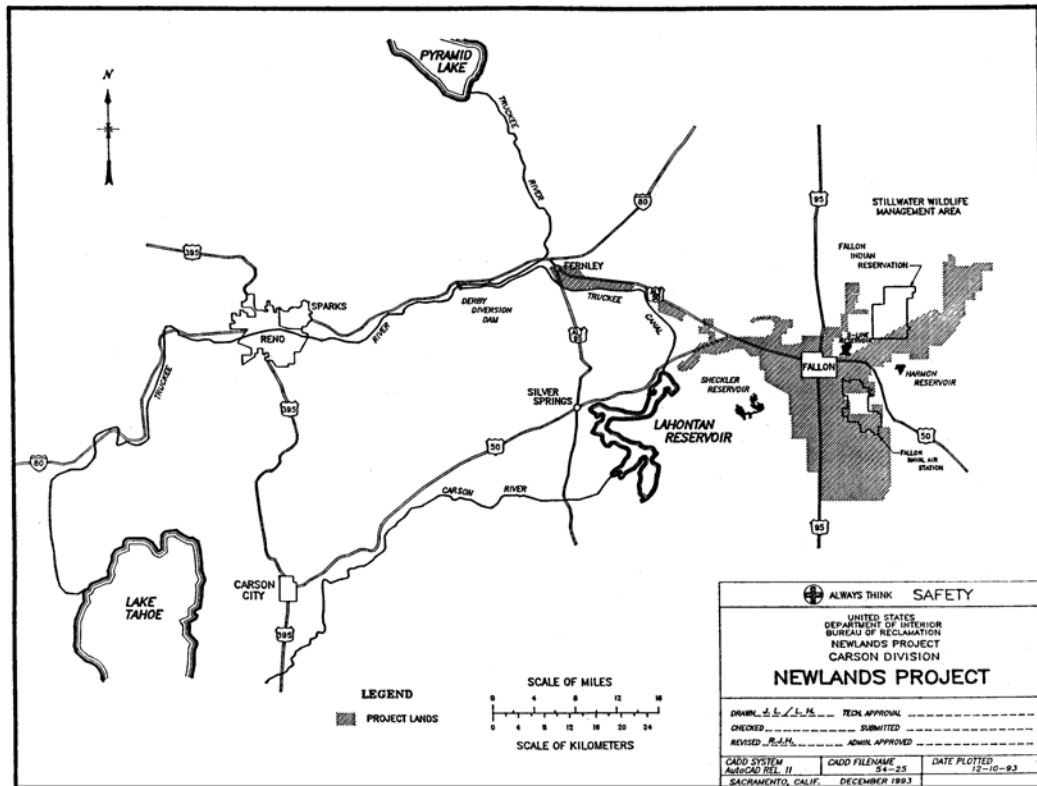 PYRAMID
LAKE
N
TRUCKEE
RIVER
80
95
STILLWATER WILDLIFE
MANAGEMENT AREA
395
FALLON
INDIAN
RESERVATION
FERNLEY
SPARKS
DERBY
DIVERSION
DAM
TRUCKEE
CANAL
RENO
RIVER
ALT
95
FALLON
HARMON
RESERVOIR
SHECKLER
RESERVOIR
TRUCKEE
SILVER
SPRINGS
395
LAHONTAN
RESERVOIR
50
50
FALLON
NAVAL AIR
STATION
80
CARSON
RIVER
95
CARSON
CITY
LAKE
TAHOE
395
ALWAYS THINK SAFETY
UNITED STATES
DEPARTMENT OF INTERIOR
BUREAU OF RECLAMATION
NEWLANDS PROJECT
CARSON DIVISION
NEWLANDS PROJECT
LEGEND
PROJECT LANDS
SCALE OF MILES
0 4 8 12 16
0 4 8 12 16 20 24
SCALE OF KILOMETERS
DRAWN J. L. / L. H. TECH. APPROVAL
CHECKED SUBMITTED
REVISED R.J.H. ADMIN. APPROVED
CADD SYSTEM
AutoCAD REL. 11
CADD FILENAME
54-25
DATE PLOTTED
12-10-93
SACRAMENTO, CALIF. DECEMBER 1993